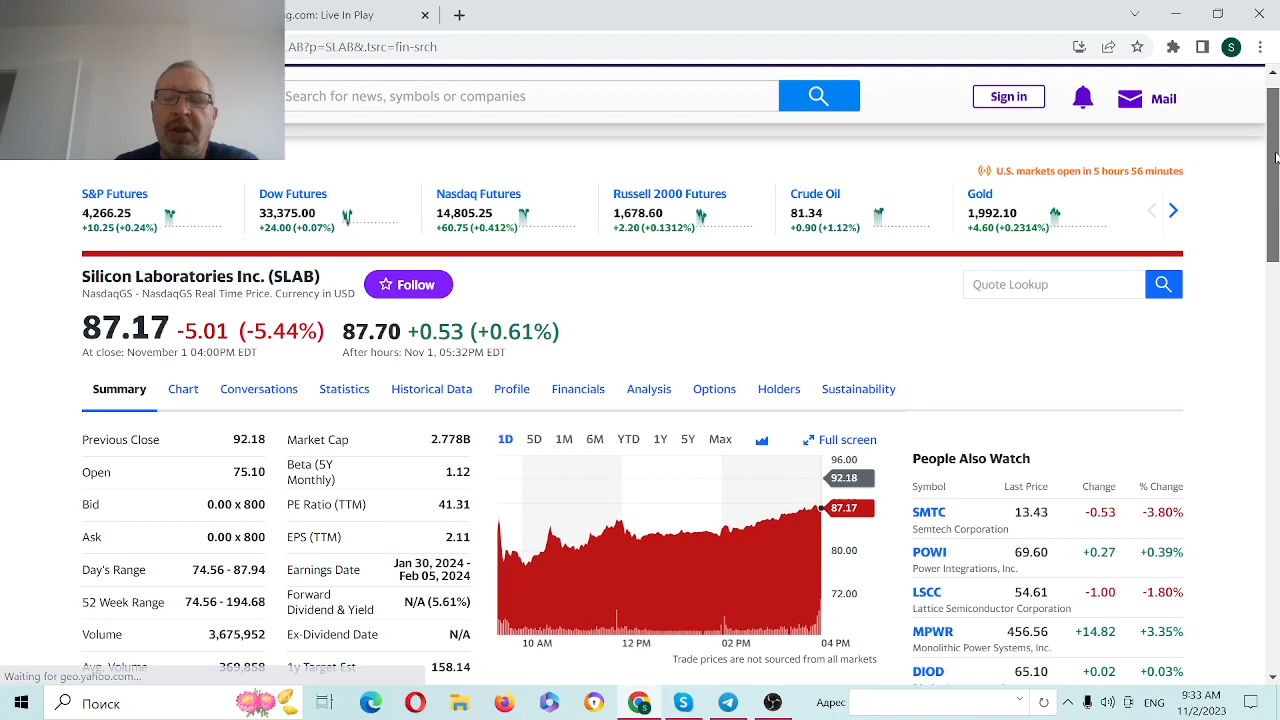 ng.com List
LAB?p=SLAB&.tsrc=fin-srch
S
Search for news, symbols or companies
Sign in
Mail
U.S. markets open in 5 hours 56 minutes
S&P Futures
4,266.25
+10.25 (+0.24%)
Dow Futures
33,375.00
+24.00 (+0.07%)
Nasdaq Futures
14,805.25
+60.75 (+0.412%)
Russell 2000 Futures
1,678.60
+2.20 (+0.1312%)
Crude Oil
81.34
+0.90 (+1.12%)
Gold
1,992.10
+4.60 (+0.2314%)
Silicon Laboratories Inc. (SLAB)
Follow
NasdaqGS - NasdaqGS Real Time Price. Currency in USD
Quote Lookup
87.17 -5.01 (-5.44%)
At close: November 1 04:00PM EDT
87.70 +0.53 (+0.61%)
After hours: Nov 1, 05:32PM EDT
Summary Chart Conversations Statistics Historical Data Profile Financials Analysis Options Holders Sustainability
Previous Close 92.18
Open 75.10
Bid 0.00 x 800
Ask 0.00 x 800
Day's Range 74.56 - 87.94
52 Week Range 74.56 - 194.68
Volume 3,675,952
Avg. Volume 369,858
Market Cap 2.778B
Beta (5Y
Monthly) 1.12
PE Ratio (TTM) 41.31
EPS (TTM) 2.11
Earnings Date Jan 30, 2024 -
Feb 05, 2024
Forward
Dividend & Yield N/A (5.61%)
Ex-Dividend Date N/A
1y Target Est 158.14
1D 5D 1M 6M YTD 1Y 5Y Max
Full screen
96.00
92.18
87.17
80.00
72.00
10 AM 12 PM 02 PM 04 PM
Trade prices are not sourced from all markets
People Also Watch
Symbol Last Price Change % Change
SMTC 13.43 -0.53 -3.80%
Semtech Corporation
POWI 69.60 +0.27 +0.39%
Power Integrations, Inc.
LSCC 54.61 -1.00 -1.80%
Lattice Semiconductor Corporation
MPWR 456.56 +14.82 +3.35%
Monolithic Power Systems, Inc.
DIOD 65.10 +0.02 +0.03%
Waiting for geo.yahoo.com...
Поиск
Адрес
ENG
9:33 AM
11/2/2023